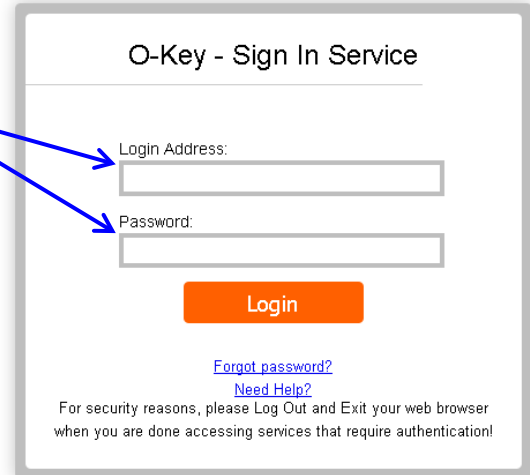 O-Key - Sign In Service
Login Address:
Password:
Login
Forgot password?
Need Help?
For security reasons, please Log Out and Exit your web browser
when you are done accessing services that require authentication!